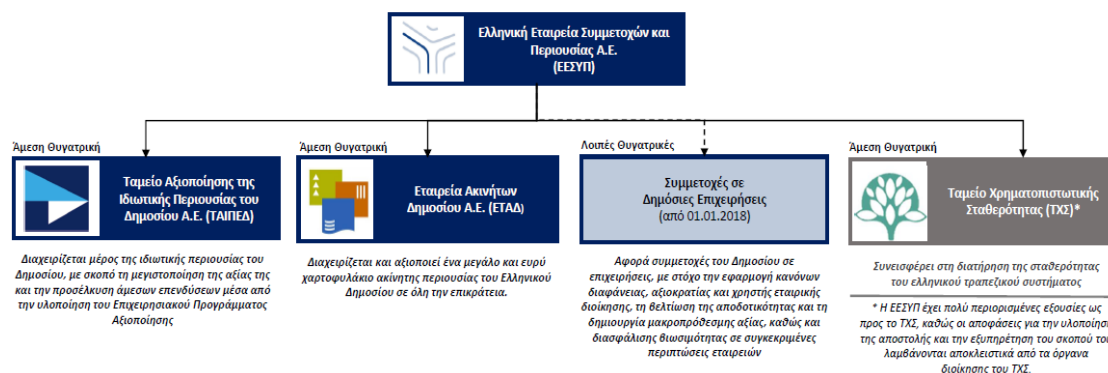 Ελληνική Εταιρεία Συμμετοχών και
Περιουσίας Α.Ε.
(ΕΕΣΥΠ)
Άμεση Θυγατρική
Ταμείο Αξιοποίησης της
Ιδιωτικής Περιουσίας του
Δημοσίου Α.Ε. (ΤΑΙΠΕΔ)
Διαχειρίζεται μέρος της ιδιωτικής περιουσίας του
Δημοσίου, με σκοπό τη μεγιστοποίηση της αξίας της
και την προσέλκυση άμεσων επενδύσεων μέσα από
την υλοποίηση του Επιχειρησιακού Προγράμματος
Αξιοποίησης
Άμεση Θυγατρική
Εταιρεία Ακινήτων
Δημοσίου Α.Ε. (ΕΤΑΔ)
Διαχειρίζεται και αξιοποιεί ένα μεγάλο και ευρύ
χαρτοφυλάκιο ακίνητης περιουσίας του Ελληνικού
Δημοσίου σε όλη την επικράτεια.
Λοιπές Θυγατρικές
Συμμετοχές σε
Δημόσιες Επιχειρήσεις
(από 01.01.2018)
Αφορά συμμετοχές του Δημοσίου σε
επιχειρήσεις, με στόχο την εφαρμογή κανόνων
διαφάνειας, αξιοκρατίας και χρηστής εταιρικής
διοίκησης, τη βελτίωση της αποδοτικότητας και τη
δημιουργία μακροπρόθεσμης αξίας, καθώς και
διασφάλισης βιωσιμότητας σε συγκεκριμένες
περιπτώσεις εταιρειών
Άμεση Θυγατρική
Ταμείο Χρηματοπιστωτικής
Σταθερότητας (ΤΧΣ)*
Συνεισφέρει στη διατήρηση της σταθερότητας
του ελληνικού τραπεζικού συστήματος
* Η ΕΕΣΥΠ έχει πολύ περιορισμένες εξουσίες ως
προς το ΤΧΣ, καθώς οι αποφάσεις για την υλοποίηση
της αποστολής και την εξυπηρέτηση του σκοπού του
λαμβάνονται αποκλειστικά από τα όργανα
διοίκησης του ΤΧΣ.